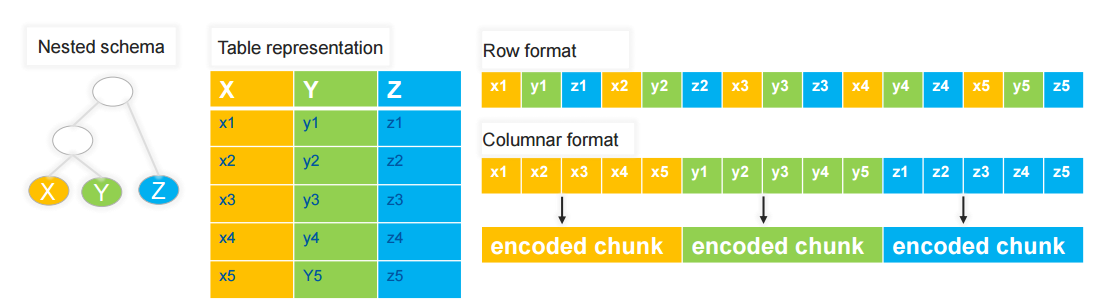 Nested schema
X Y Z
Table representation
X Y Z
x1 y1 z1
x2 y2 z2
x3 y3 z3
x4 y4 z4
x5 Y5 z5
Row format
x1 y1 z1 x2 y2 z2 x3 y3 z3 x4 y4 z4 x5 y5 z5
Columnar format
x1 x2 x3 x4 x5 y1 y2 y3 y4 y5 z1 z2 z3 z4 z5
encoded chunk encoded chunk encoded chunk